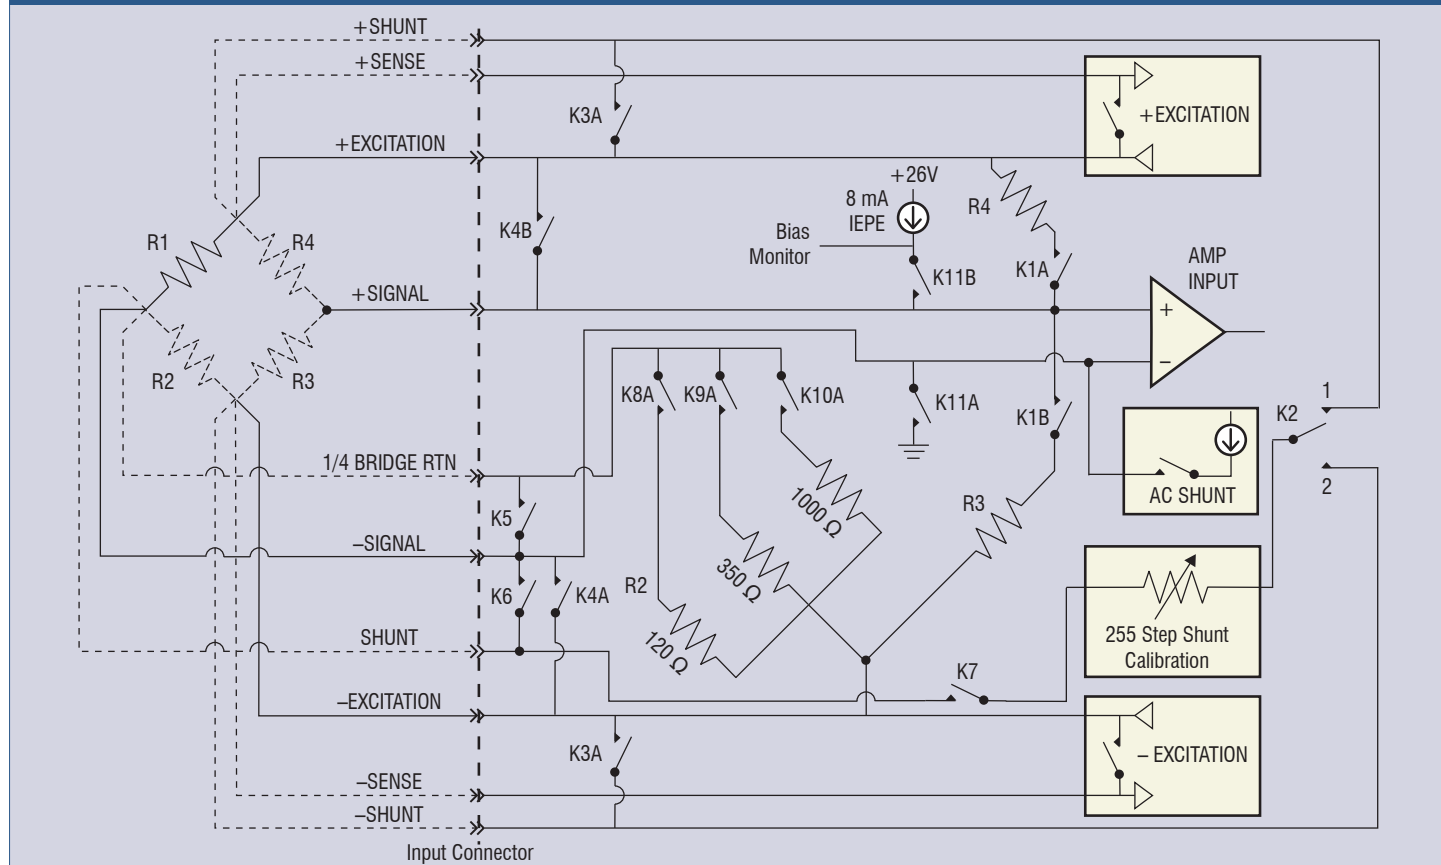 +SHUNT
+SENSE
K3A
+EXCITATION
+EXCITATION
+26V
8 mA
IEPE
R4
K4B
Bias
Monitor
R1
R4
K11B
K1A
AMP
INPUT
+SIGNAL
+
–
R2
R3
K8A
K9A
K10A
K11A
K1B
K2
1
2
1/4 BRIDGE RTN
AC SHUNT
K5
1000 Ω
R3
–SIGNAL
K6
K4A
R2
350 Ω
120 Ω
255 Step Shunt
Calibration
SHUNT
K7
–EXCITATION
K3A
– EXCITATION
–SENSE
–SHUNT
Input Connector